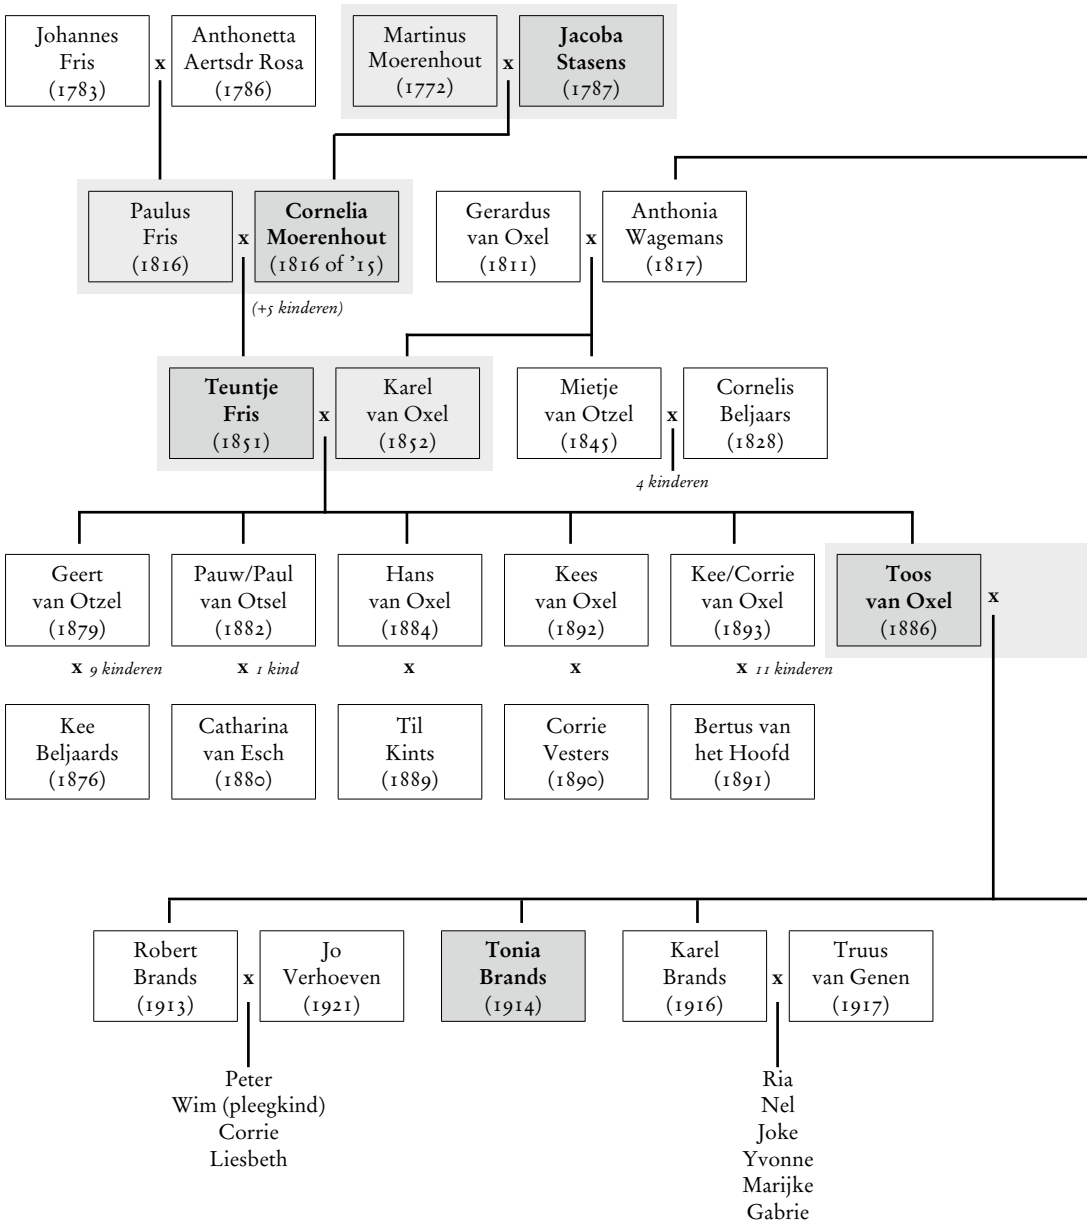 Johannes
Fris
(1783)
x
Anthonetta
Aertsdr Rosa
(1786)
Martinus
Moerenhout
(1772)
x
Jacoba
Stasens
(1787)
Paulus
Fris
(1816)
x
Cornelia
Moerenhout
(1816 of ’15)
(+5 kinderen)
Gerardus
van Oxel
(1811)
x
Anthonia
Wagemans
(1817)
Teuntje
Fris
(1851)
x
Karel
van Oxel
(1852)
Mietje
van Otzel
(1845)
x
Cornelis
Beljaars
(1828)
4 kinderen
Geert
van Otzel
(1879)
x 9 kinderen
Kee
Beljaards
(1876)
Pauw/Paul
van Otsel
(1882)
x 1 kind
Catharina
van Esch
(1880)
Hans
van Oxel
(1884)
x
Til
Kints
(1889)
Kees
van Oxel
(1892)
x
Corrie
Vesters
(1890)
Kee/Corrie
van Oxel
(1893)
x 11 kinderen
Bertus van
het Hoofd
(1891)
Toos
van Oxel
(1886)
x
Robert
Brands
(1913)
x
Jo
Verhoeven
(1921)
Peter
Wim (pleegkind)
Corrie
Liesbeth
Tonia
Brands
(1914)
Karel
Brands
(1916)
x
Truus
van Genen
(1917)
Ria
Nel
Joke
Yvonne
Marijke
Gabrie